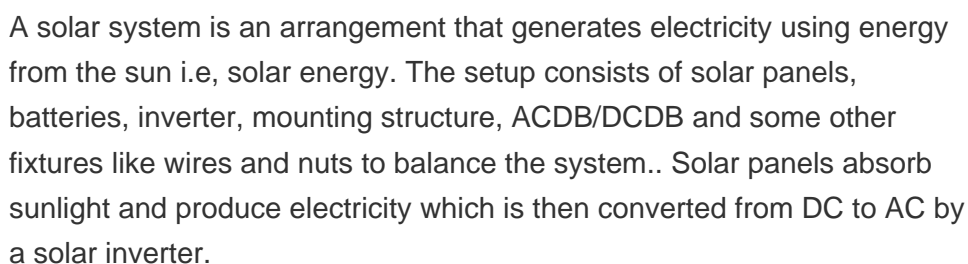 A solar system is an arrangement that generates electricity using energy
from the sun i.e, solar energy. The setup consists of solar panels,
batteries, inverter, mounting structure, ACDB/DCDB and some other
fixtures like wires and nuts to balance the system.. Solar panels absorb
sunlight and produce electricity which is then converted from DC to AC by
a solar inverter.